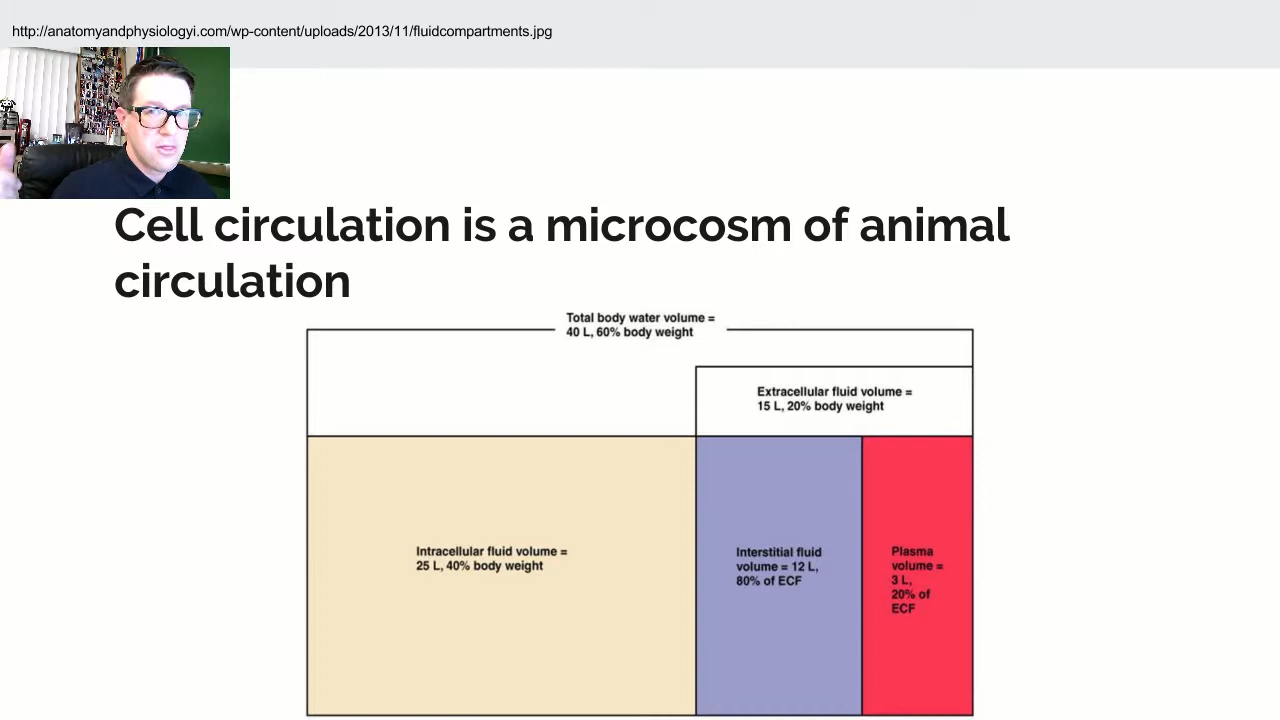 http://anatomyandphysiologyi.com/wp-content/uploads/2013/11/fluidcompartments.jpg
Cell circulation is a microcosm of animal
circulation
Total body water volume =
40 L, 60% body weight
Extracellular fluid volume =
15 L, 20% body weight
Intracellular fluid volume =
25 L, 40% body weight
Interstitial fluid
volume = 12 L,
80% of ECF
Plasma
volume =
3 L,
20% of
ECF